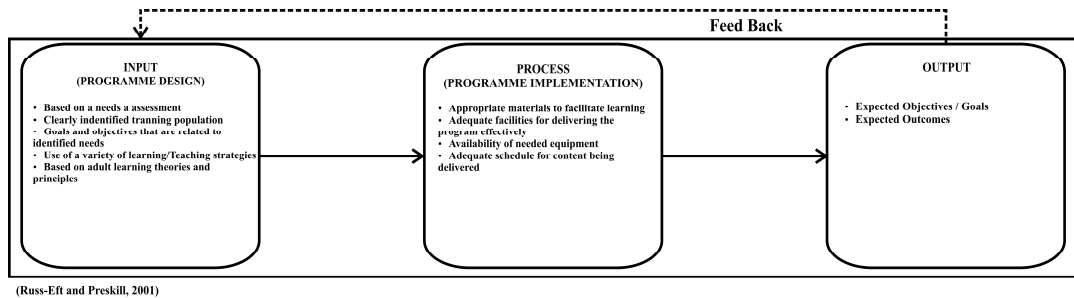 Feed Back
INPUT
(PROGRAMME DESIGN)
• Based on a needs a assessment
• Clearly indentified tranning population
- Goals and objectives that are related to
identified needs
- Use of a variety of learning/Teaching strategies
• Based on adult learning theories and
principles
PROCESS
(PROGRAMME IMPLEMENTATION)
• Appropriate materials to facilitate learning
• Adequate facilities for delivering the
program effectively
• Availability of needed equipment
- Adequate schedule for content being
delivered
OUTPUT
- Expected Objectives / Goals
• Expected Outcomes
(Russ-Eft and Preskill, 2001)